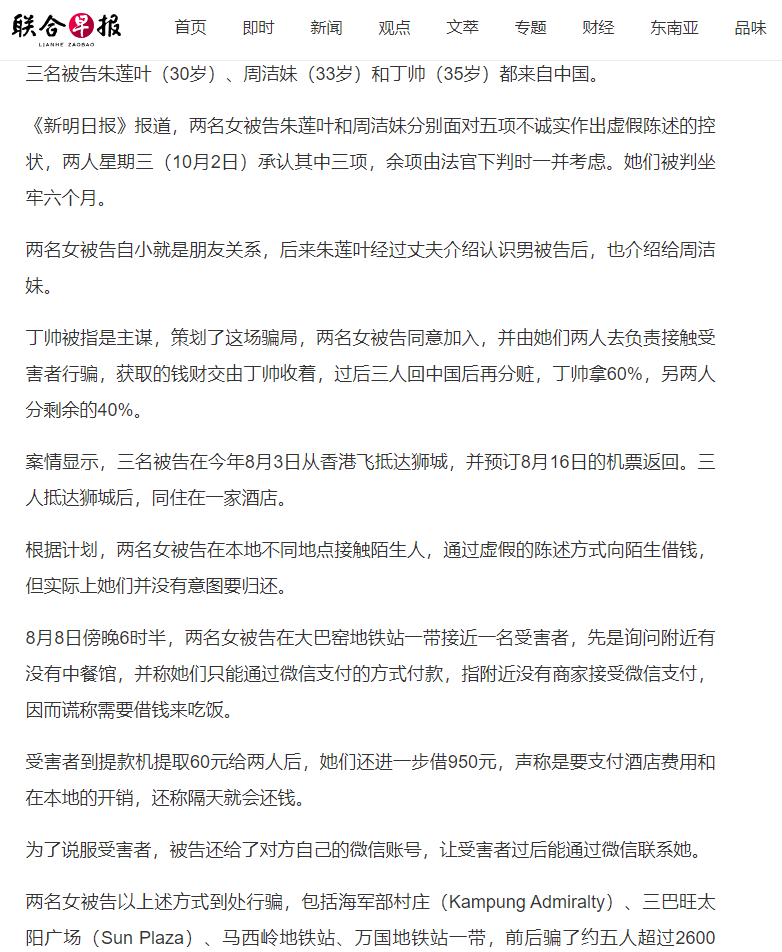 联合早报
LIANHE ZAOBAO
首页 即时 新闻 观点 文萃 专题 财经 东南亚 品味
三名被告朱莲叶（30岁）、周洁妹（33岁）和丁帅（35岁）都来自中国。
《新明日报》报道，两名女被告朱莲叶和周洁妹分别面对五项不诚实作出虚假陈述的控
状，两人星期三（10月2日）承认其中三项，余项由法官下判时一并考虑。她们被判坐
牢六个月。
两名女被告自小就是朋友关系，后来朱莲叶经过丈夫介绍认识男被告后，也介绍给周洁
妹。
丁帅被指是主谋，策划了这场骗局，两名女被告同意加入，并由她们两人去负责接触受
害者行骗，获取的钱财交由丁帅收着，过后三人回中国后再分赃，丁帅拿60%，另两人
分剩余的40%。
案情显示，三名被告在今年8月3日从香港飞抵达狮城，并预订8月16日的机票返回。三
人抵达狮城后，同住在一家酒店。
根据计划，两名女被告在本地不同地点接触陌生人，通过虚假的陈述方式向陌生借钱，
但实际上她们并没有意图要归还。
8月8日傍晚6时半，两名女被告在大巴窑地铁站一带接近一名受害者，先是询问附近有
没有中餐馆，并称她们只能通过微信支付的方式付款，指附近没有商家接受微信支付，
因而谎称需要借钱来吃饭。
受害者到提款机提取60元给两人后，她们还进一步借950元，声称是要支付酒店费用和
在本地的开销，还称隔天就会还钱。
为了说服受害者，被告还给了对方自己的微信账号，让受害者过后能通过微信联系她。
两名女被告以上述方式到处行骗，包括海军部村庄（Kampung Admiralty）、三巴旺太
阳广场（Sun Plaza）、马西岭地铁站、万国地铁站一带，前后骗了约五人超过2600